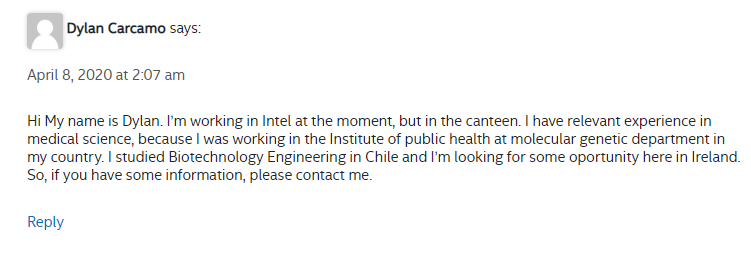 Dylan Carcamo says:
April 8, 2020 at 2:07 am
Hi My name is Dylan. I’m working in Intel at the moment, but in the canteen. I have relevant experience in
medical science, because I was working in the Institute of public health at molecular genetic department in
my country. I studied Biotechnology Engineering in Chile and I’m looking for some oportunity here in Ireland.
So, if you have some information, please contact me.
Reply